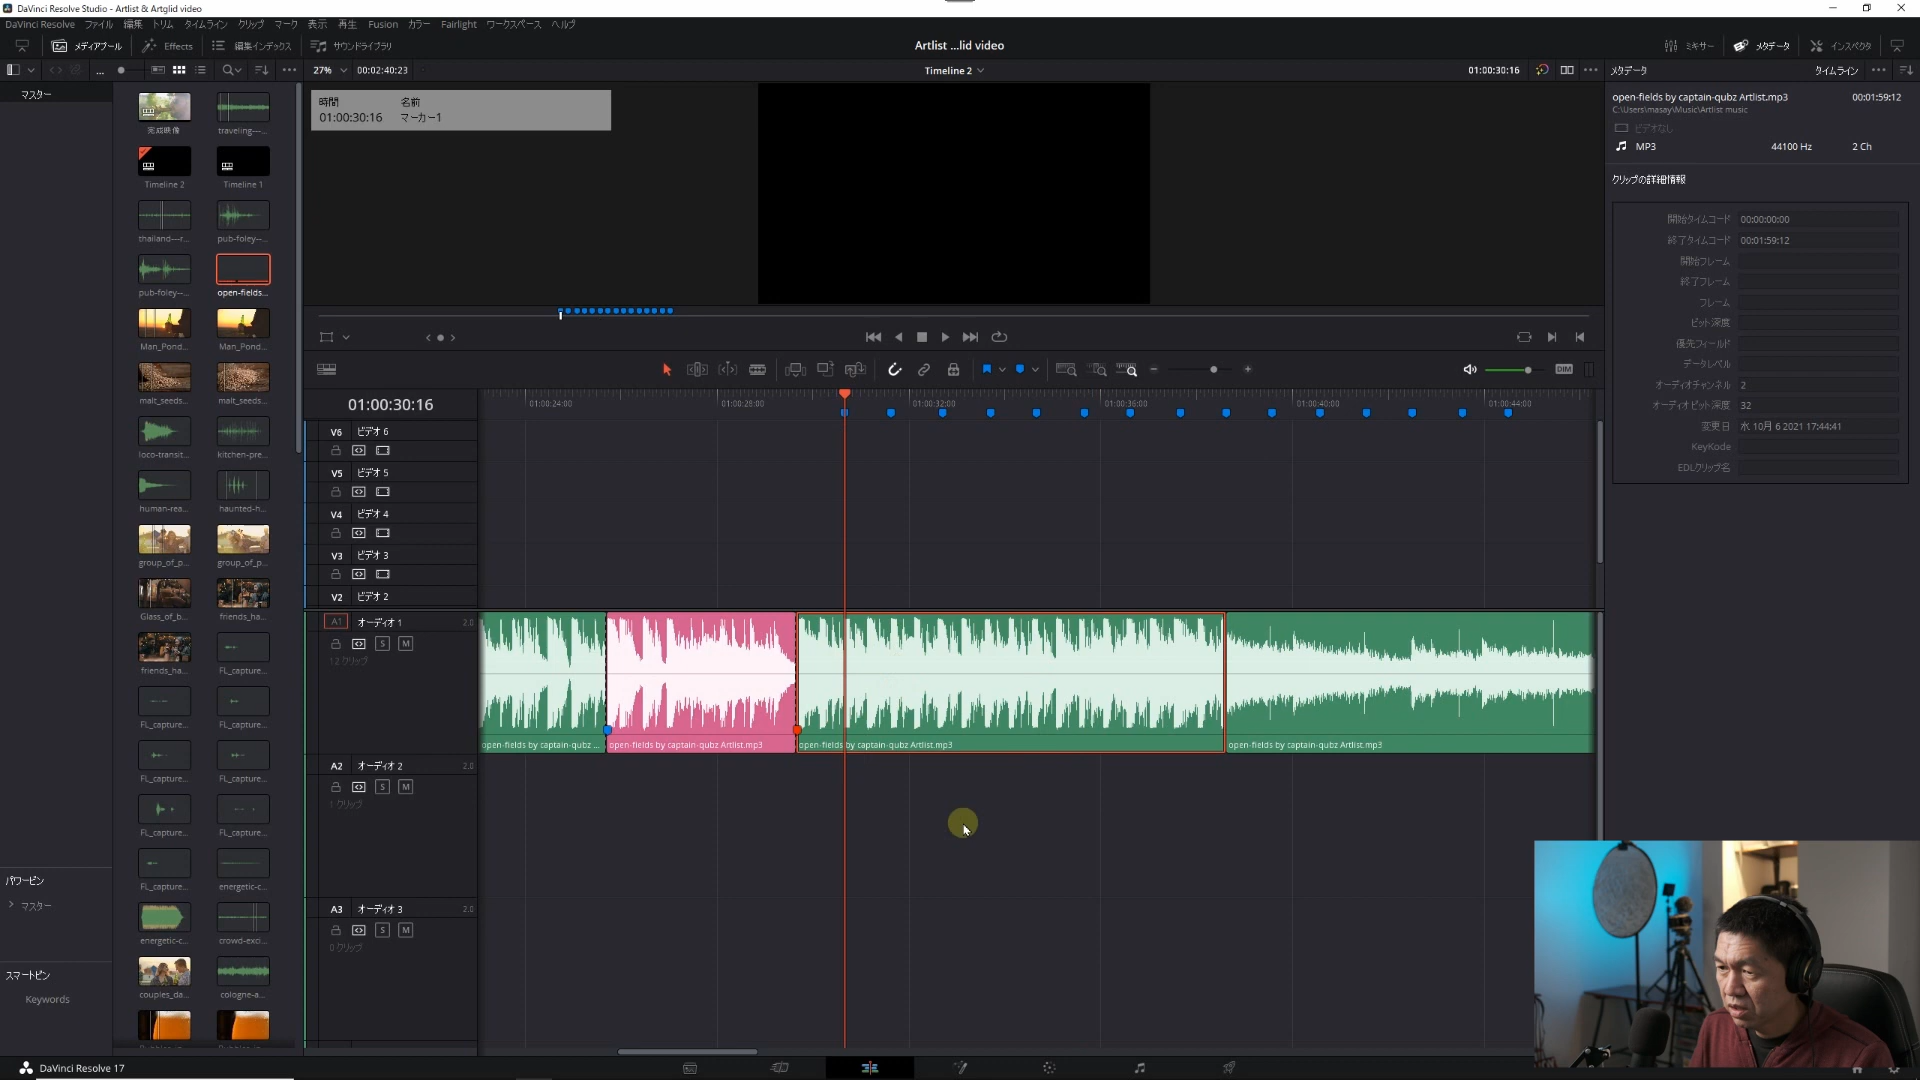 DaVinci Resolve Studio - Artlist & Artglid video
DaVinci Resolve ファイル 編集 トリム タイムライン クリップ マーク 表示 再生 Fusion カラー Fairlight ワークスペース ヘルプ
メディアプール Effects 編集インデックス サウンドライブラリ
Artlist ...lid video
ミキサー メタデータ インスペクタ
27% 00:02:40:23
Timeline 2
01:00:30:16
メタデータ タイムライン
マスター
完成映像 traveling---...
Timeline 2 Timeline 1
thailand---r... pub-foley--...
pub-foley--... open-fields...
Man_Pond... Man_Pond...
malt_seeds... malt_seeds...
loco-transit... kitchen-pre...
human-rea... haunted-h...
group_of_p... group_of_p...
Glass_of_b... friends_ha...
friends_ha... FL_capture...
FL_capture... FL_capture...
FL_capture... FL_capture...
FL_capture... FL_capture...
FL_capture... energetic-c...
energetic-c... crowd-exci...
couples_da... cologne-a...
パワービン
マスター
スマートビン
Keywords
時間 名前
01:00:30:16 マーカー1
DIM
01:00:30:16
01:00:24:00 01:00:28:00 01:00:32:00 01:00:36:00 01:00:40:00 01:00:44:00
V6 ビデオ 6
V5 ビデオ 5
V4 ビデオ 4
V3 ビデオ 3
V2 ビデオ 2
A1 オーディオ 1 2.0
S M
12 クリップ
open-fields by captain-qubz ...
open-fields by captain-qubz Artlist.mp3
open-fields by captain-qubz Artlist.mp3
open-fields by captain-qubz Artlist.mp3
A2 オーディオ 2 2.0
S M
1 クリップ
A3 オーディオ 3 2.0
S M
0 クリップ
open-fields by captain-qubz Artlist.mp3 00:01:59:12
C:\Users\masay\Music\Artlist music
ビデオなし
MP3 44100 Hz 2 Ch
クリップの詳細情報
開始タイムコード 00:00:00:00
終了タイムコード 00:01:59:12
開始フレーム
終了フレーム
フレーム
ビット深度
優先フィールド
データレベル
オーディオチャンネル 2
オーディオビット深度 32
変更日 水 10月 6 2021 17:44:41
KeyKode
EDLクリップ名
DaVinci Resolve 17